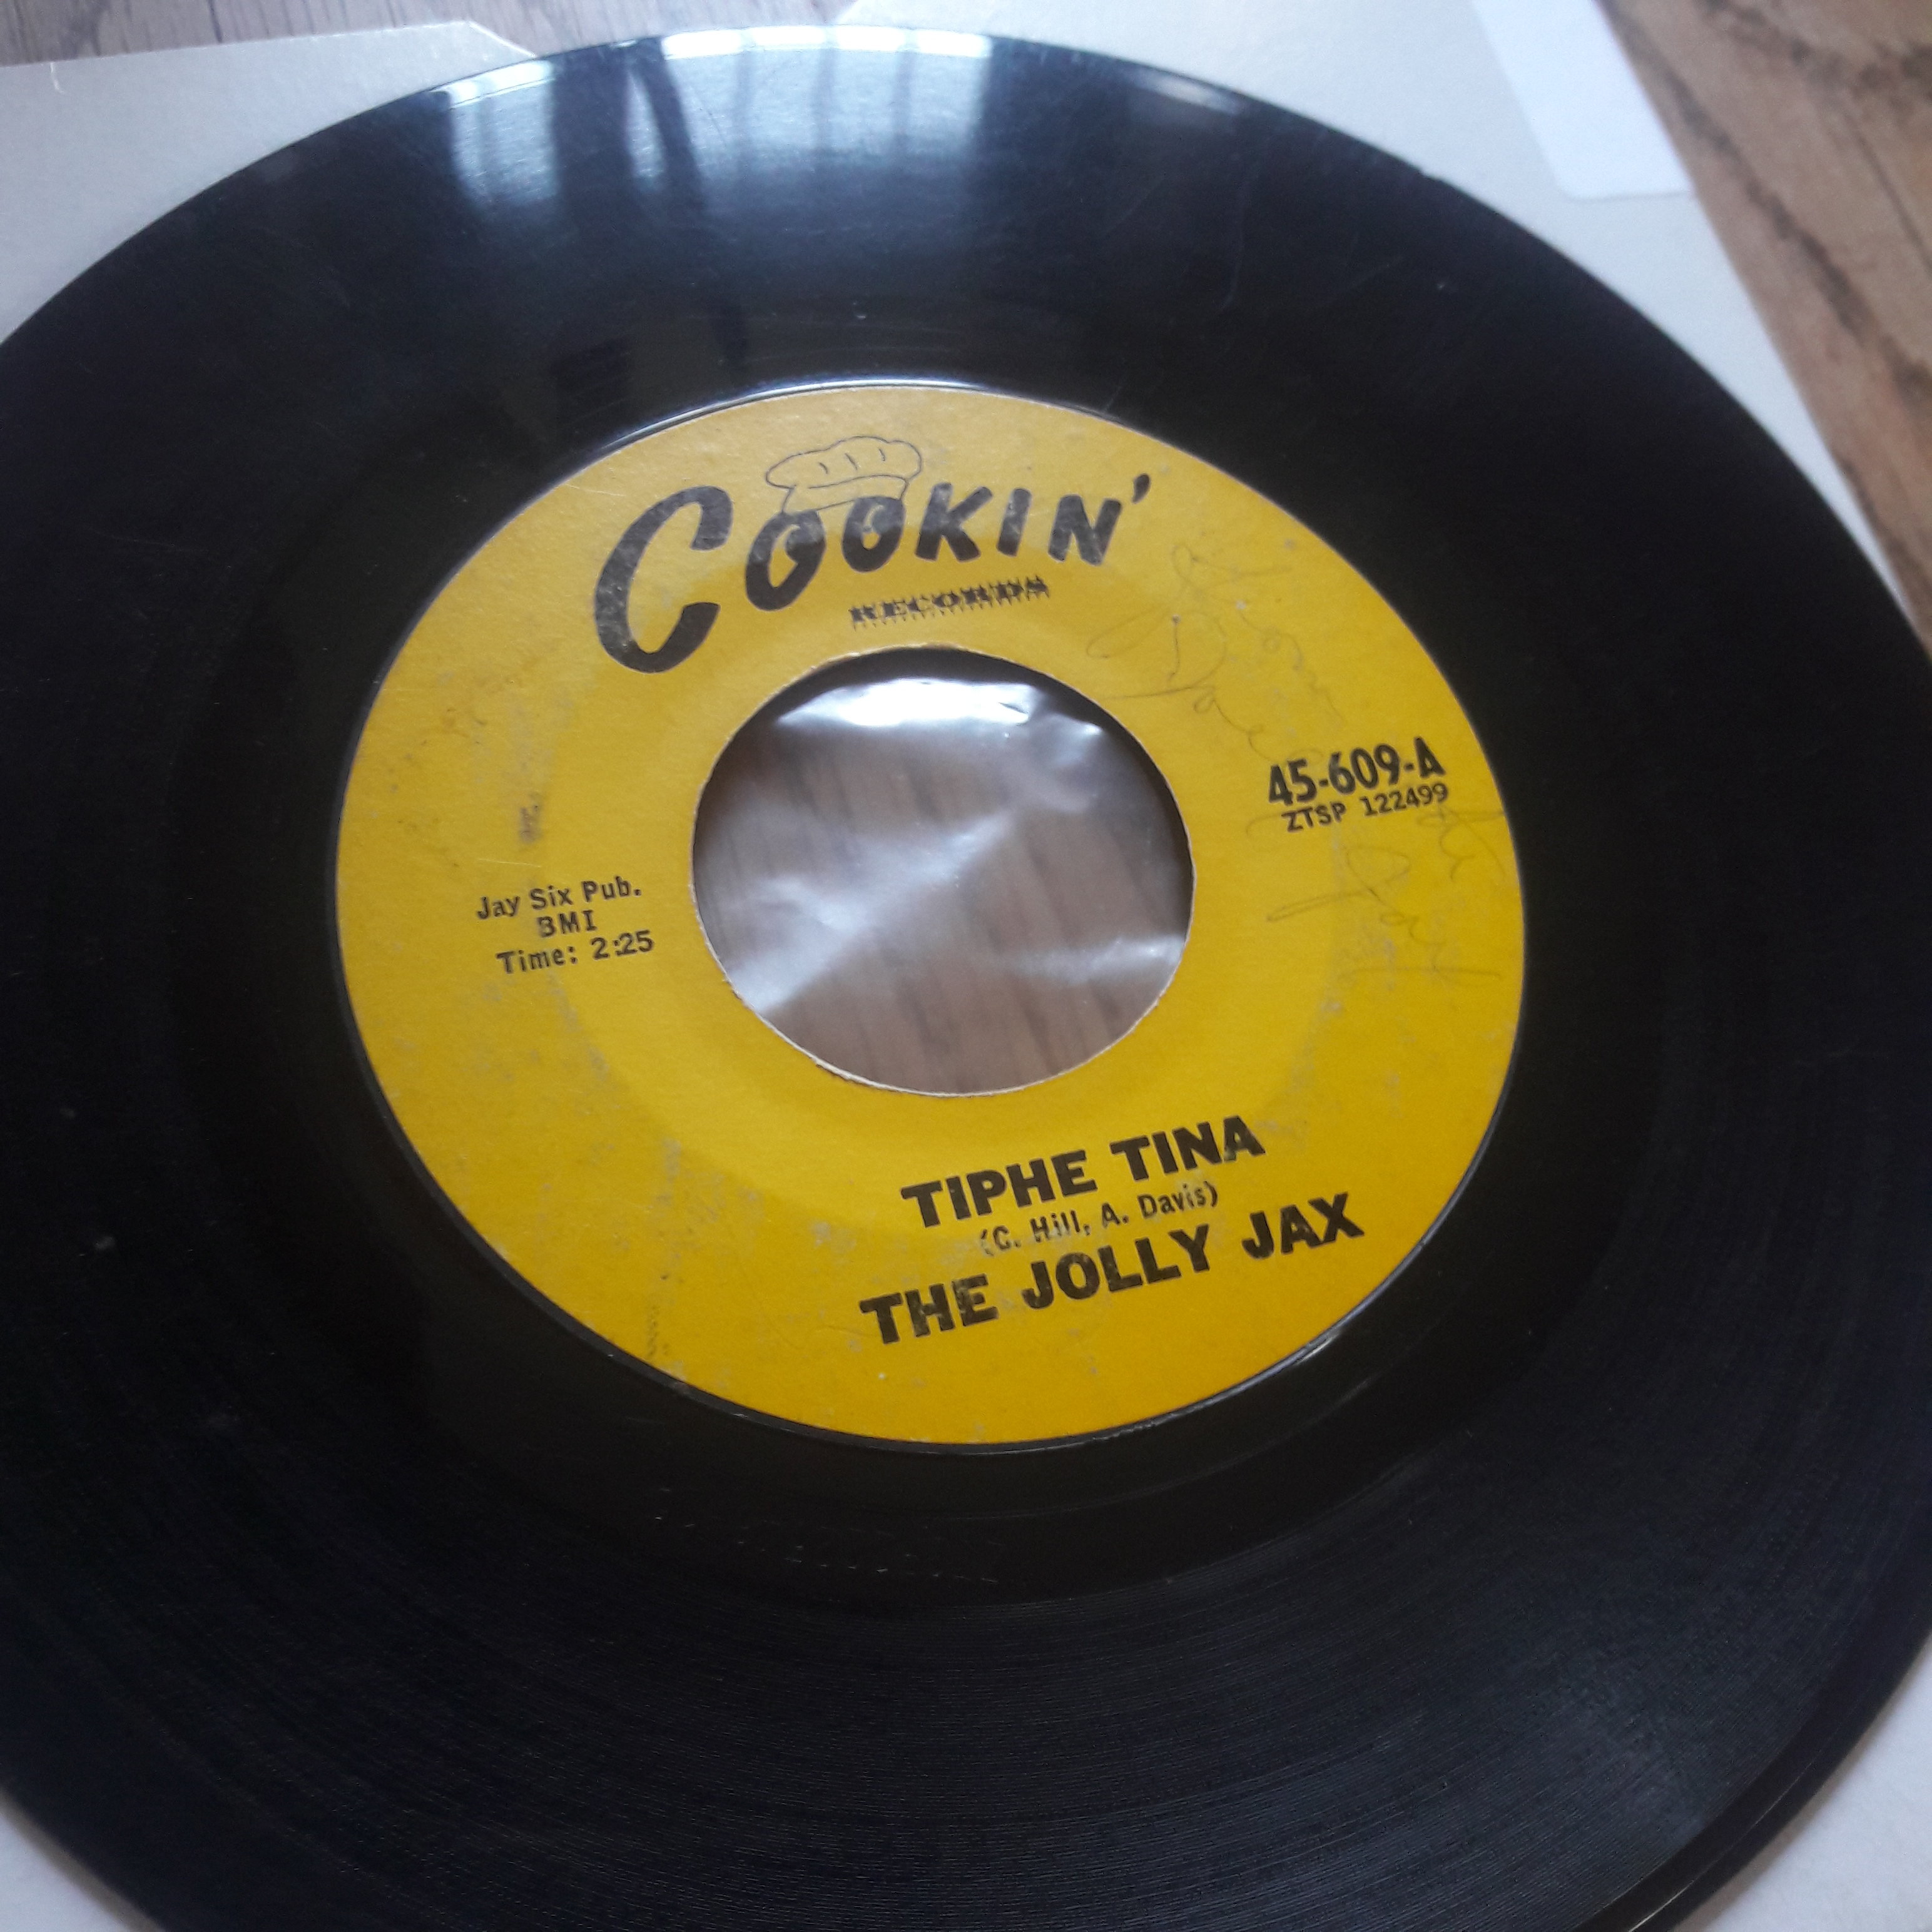 COOKIN'
RECORDS
45-609-A
ZTSP 122499
Jay Six Pub.
BMI
Time: 2:25
TIPHE TINA
(C. Hill, A. Davis)
THE JOLLY JAX